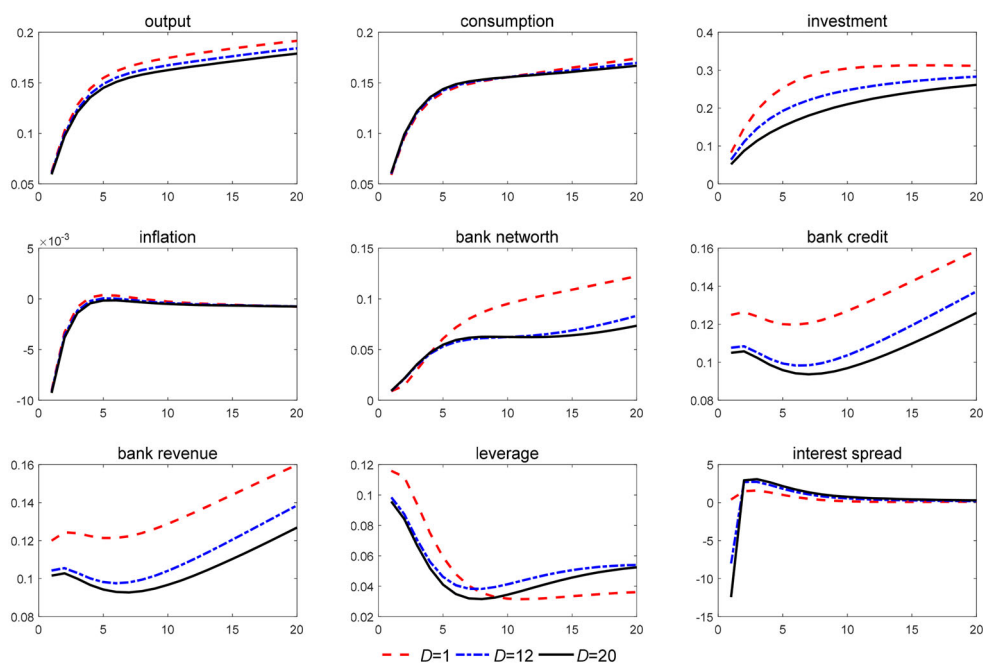 output
consumption
investment
0.2
0.15
0.1
0.05
0 5 10 15 20
0.2
0.15
0.1
0.05
0 5 10 15 20
0.4
0.3
0.2
0.1
0
0 5 10 15 20
inflation
bank networth
bank credit
×10⁻³
5
0
-5
-10
0 5 10 15 20
0.15
0.1
0.05
0
0 5 10 15 20
0.16
0.14
0.12
0.1
0.08
0 5 10 15 20
bank revenue
leverage
interest spread
0.16
0.14
0.12
0.1
0.08
0 5 10 15 20
0.12
0.1
0.08
0.06
0.04
0.02
0 5 10 15 20
5
0
-5
-10
-15
0 5 10 15 20
D=1 D=12 D=20